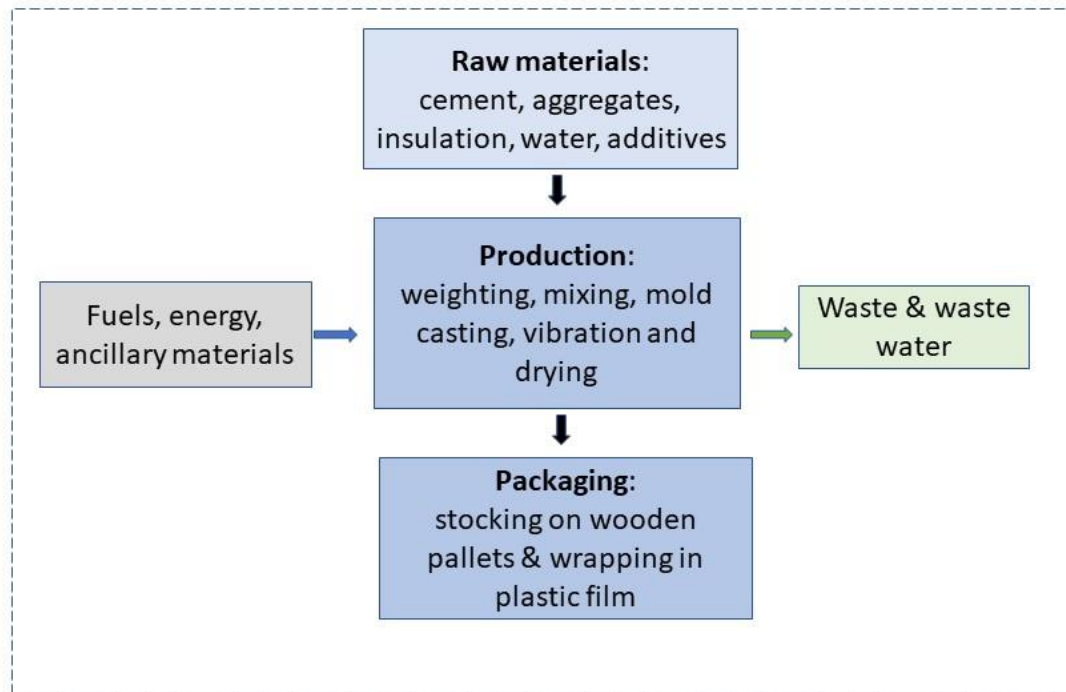 Raw materials:
cement, aggregates,
insulation, water, additives
Production:
weighting, mixing, mold
casting, vibration and
drying
Fuels, energy,
ancillary materials
Waste & waste
water
Packaging:
stocking on wooden
pallets & wrapping in
plastic film